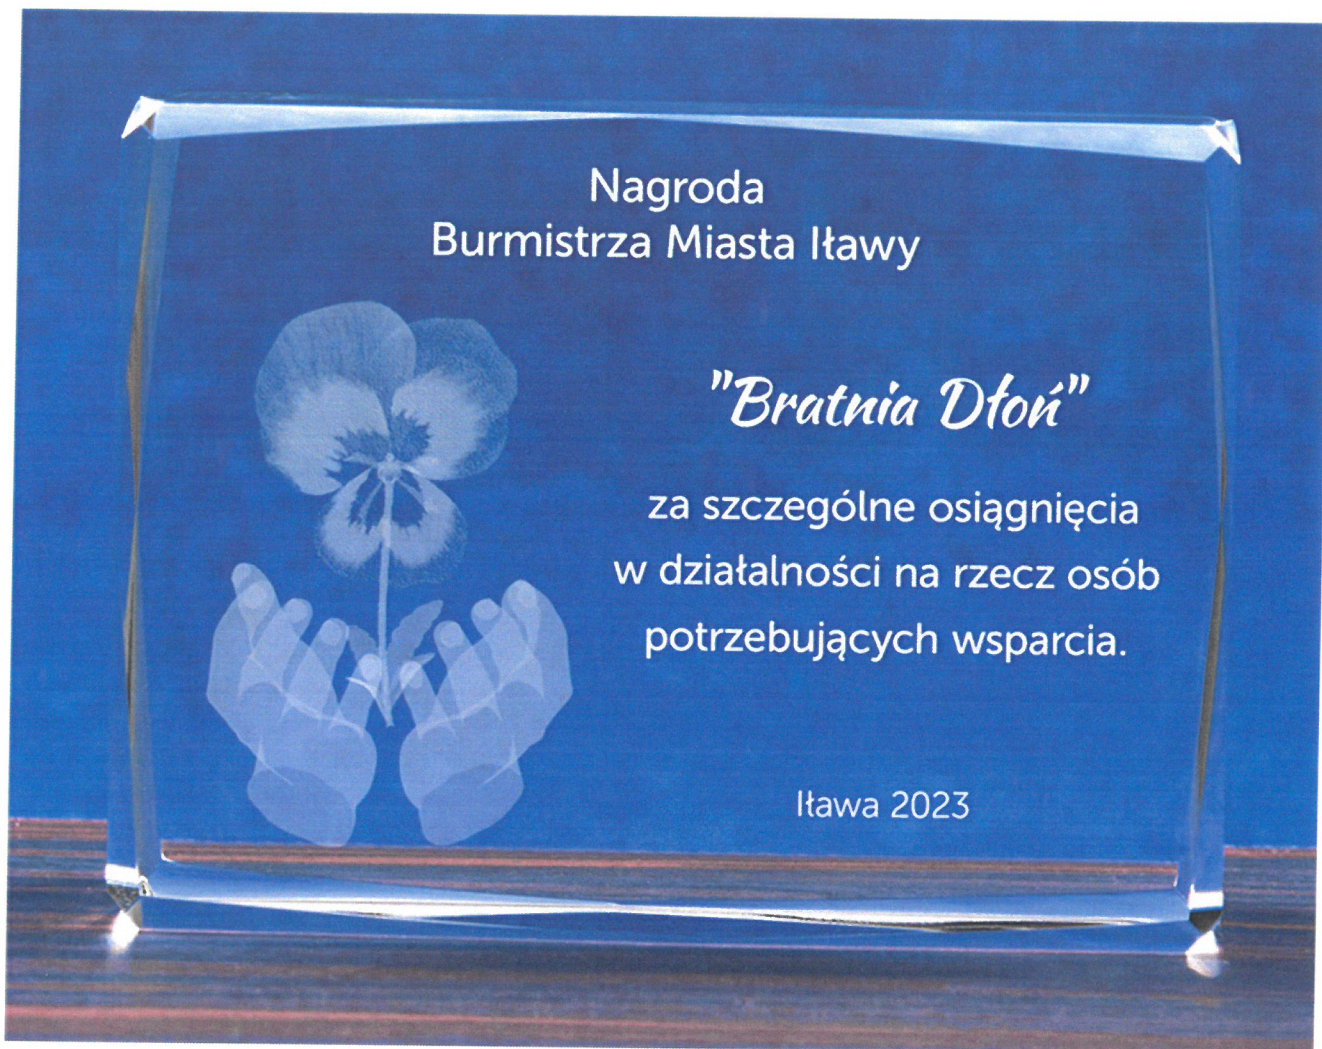 Nagroda
Burmistrza Miasta Iławy
"Bratnia Dłoń"
za szczególne osiągnięcia
w działalności na rzecz osób
potrzebujących wsparcia.
Iława 2023